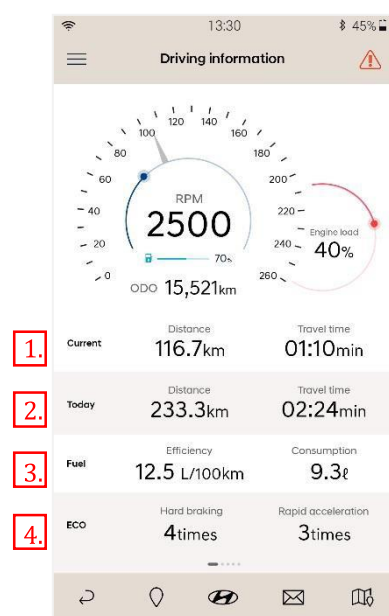 13:30
45%
Driving information
0
20
40
60
80
100
120
140
160
180
200
220
240
260
RPM
2500
70%
ODO 15,521km
Engine load
40%
1.
Current
Distance
116.7km
Travel time
01:10min
2.
Today
Distance
233.3km
Travel time
02:24min
3.
Fuel
Efficiency
12.5 L/100km
Consumption
9.3ℓ
4.
ECO
Hard braking
4times
Rapid acceleration
3times